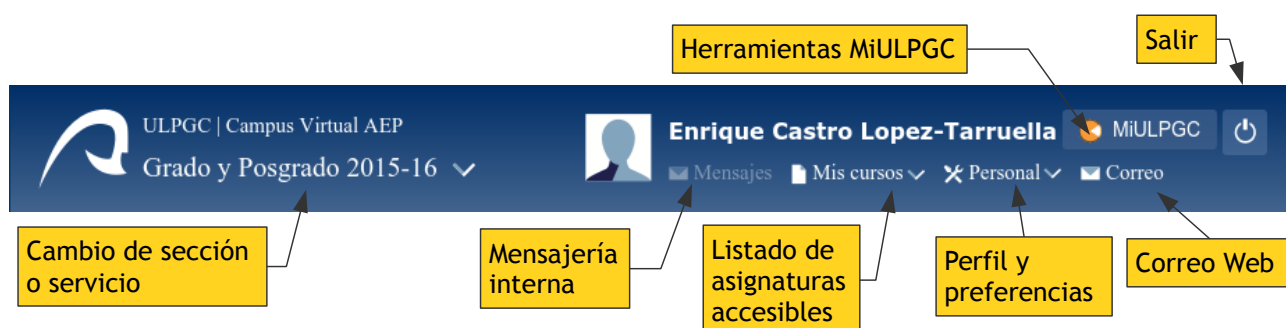 Herramientas MiULPGC
Salir
ULPGC | Campus Virtual AEP
Grado y Posgrado 2015-16
Enrique Castro Lopez-Tarruella
MiULPGC
Mensajes
Mis cursos
Personal
Correo
Cambio de sección
o servicio
Mensajería
interna
Listado de
asignaturas
accesibles
Perfil y
preferencias
Correo Web